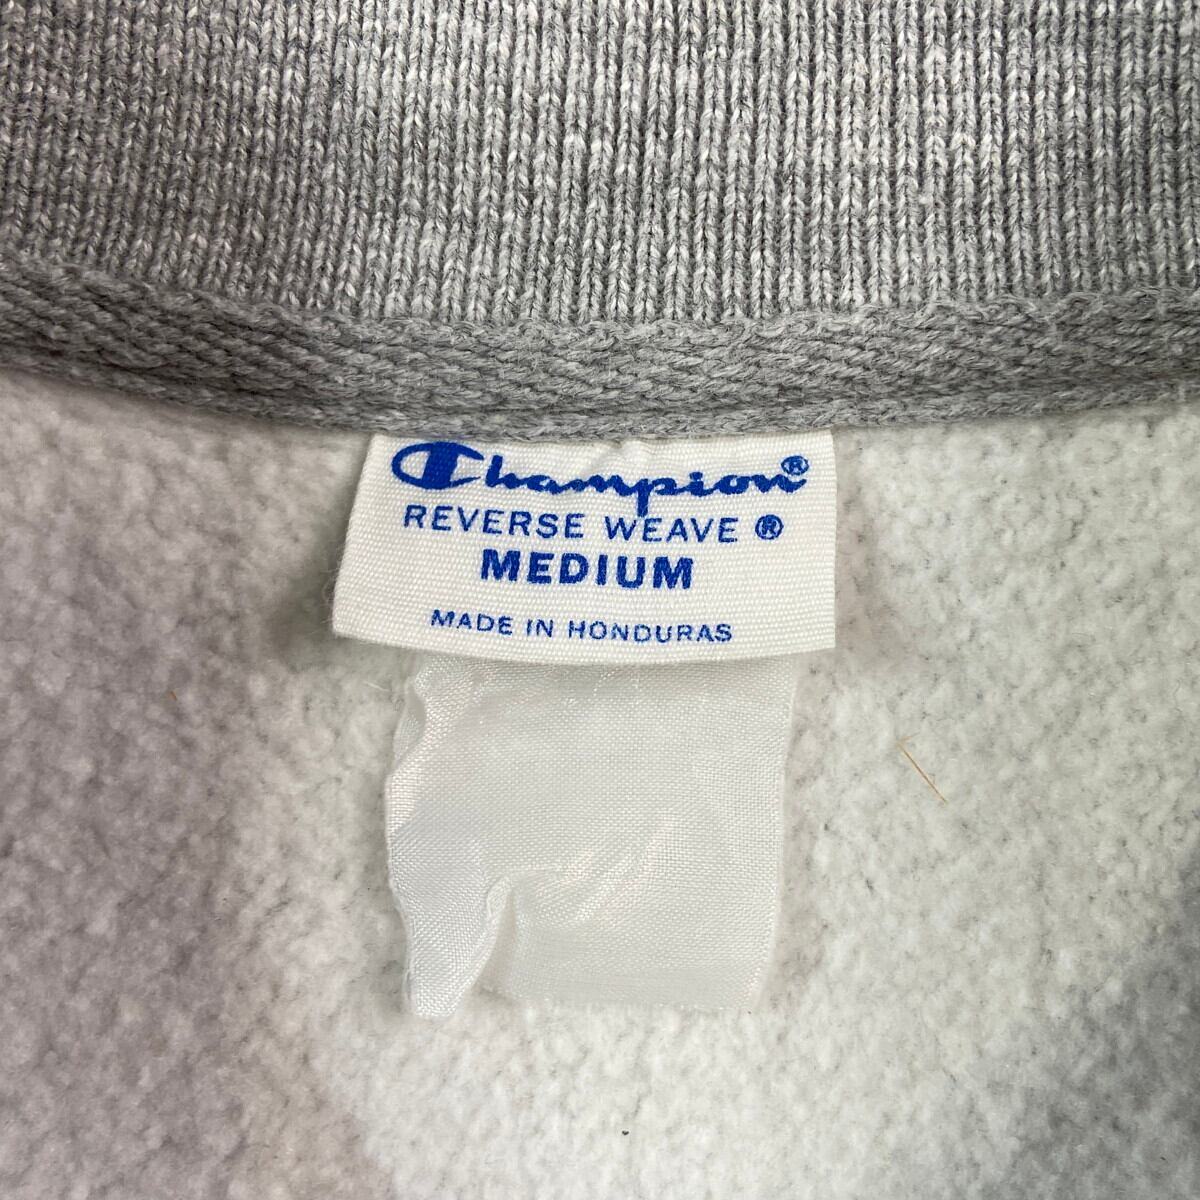 Champion®
REVERSE WEAVE ®
MEDIUM
MADE IN HONDURAS